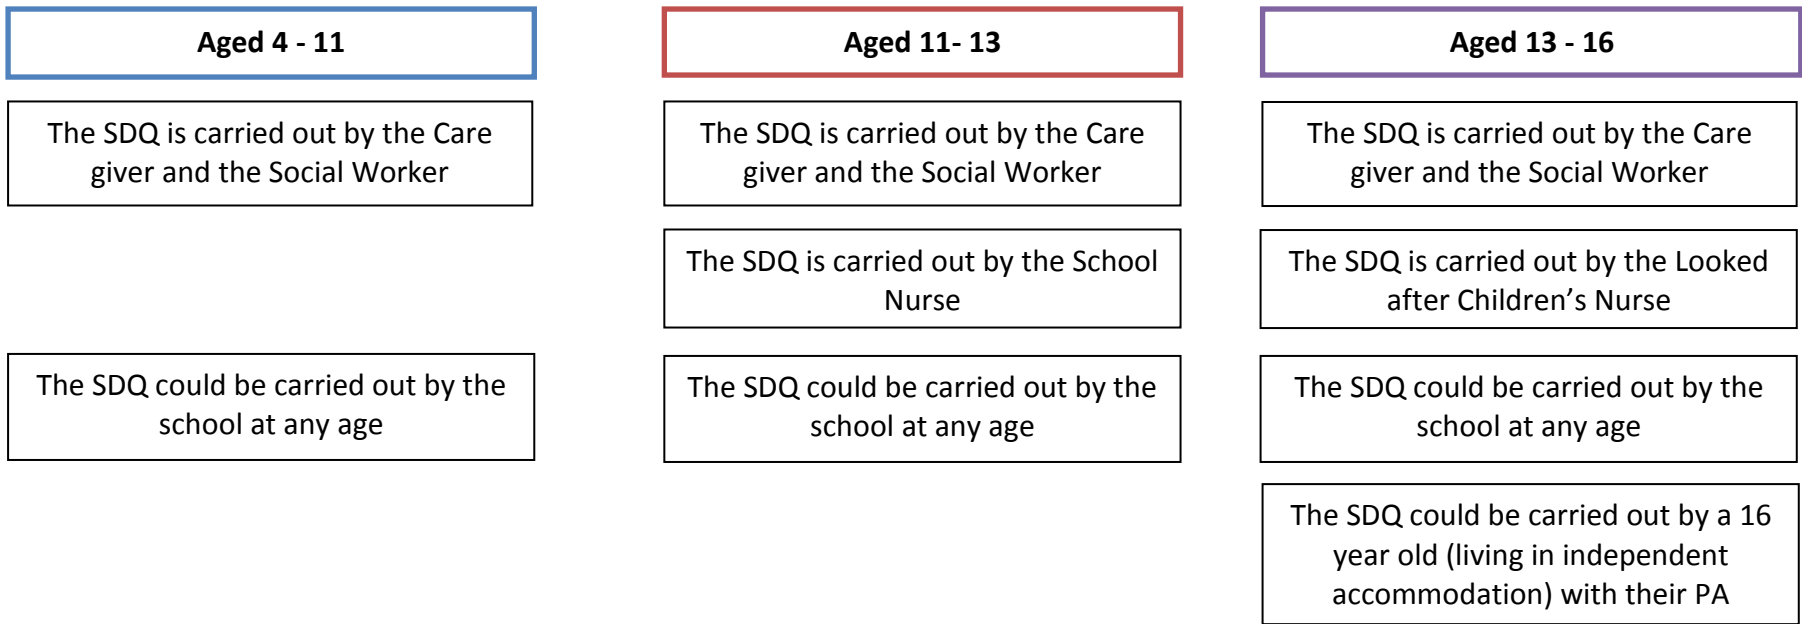 Aged 4 - 11
The SDQ is carried out by the Care
giver and the Social Worker
The SDQ could be carried out by the
school at any age
Aged 11- 13
The SDQ is carried out by the Care
giver and the Social Worker
The SDQ is carried out by the School
Nurse
The SDQ could be carried out by the
school at any age
Aged 13 - 16
The SDQ is carried out by the Care
giver and the Social Worker
The SDQ is carried out by the Looked
after Children’s Nurse
The SDQ could be carried out by the
school at any age
The SDQ could be carried out by a 16
year old (living in independent
accommodation) with their PA